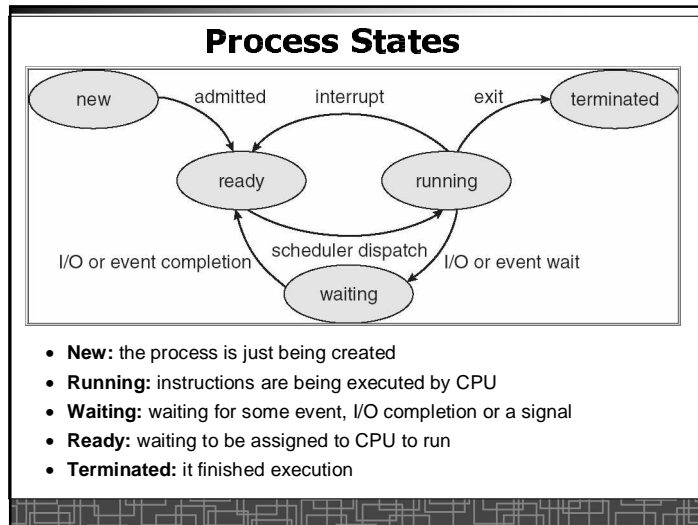 Process States
new
admitted
interrupt
exit
terminated
ready
running
scheduler dispatch
I/O or event completion
I/O or event wait
waiting
• New: the process is just being created
• Running: instructions are being executed by CPU
• Waiting: waiting for some event, I/O completion or a signal
• Ready: waiting to be assigned to CPU to run
• Terminated: it finished execution